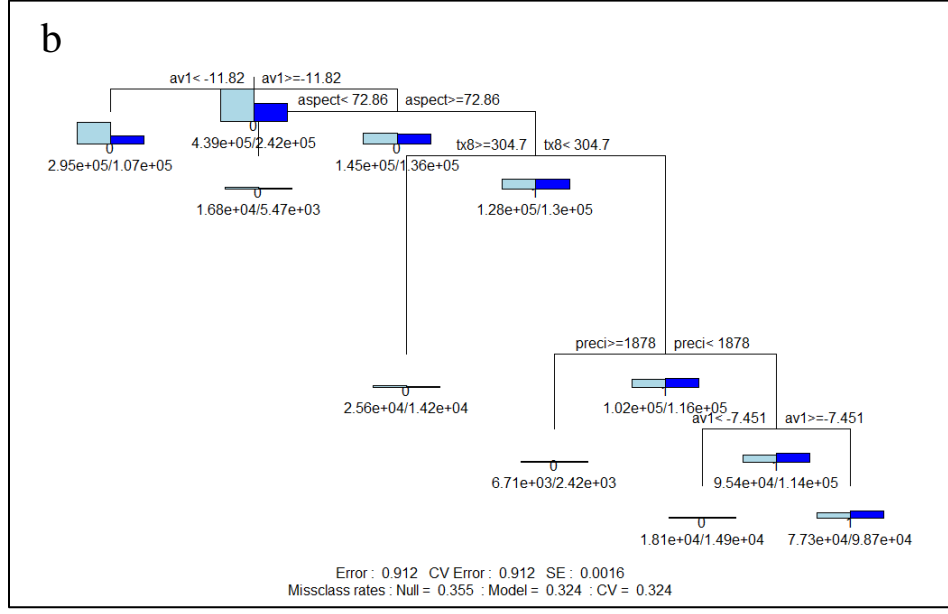 b
av1< -11.82 av1>=-11.82
aspect< 72.86 aspect>=72.86
0
4.39e+05/2.42e+05
0
2.95e+05/1.07e+05
0
1.45e+05/1.36e+05
tx8>=304.7 tx8< 304.7
0
1.68e+04/5.47e+03
1
1.28e+05/1.3e+05
preci>=1878 preci< 1878
0
2.56e+04/1.42e+04
1
1.02e+05/1.16e+05
av1< -7.451 av1>=-7.451
0
6.71e+03/2.42e+03
1
9.54e+04/1.14e+05
0
1.81e+04/1.49e+04
1
7.73e+04/9.87e+04
Error : 0.912 CV Error : 0.912 SE : 0.0016
Missclass rates : Null = 0.355 : Model = 0.324 : CV = 0.324